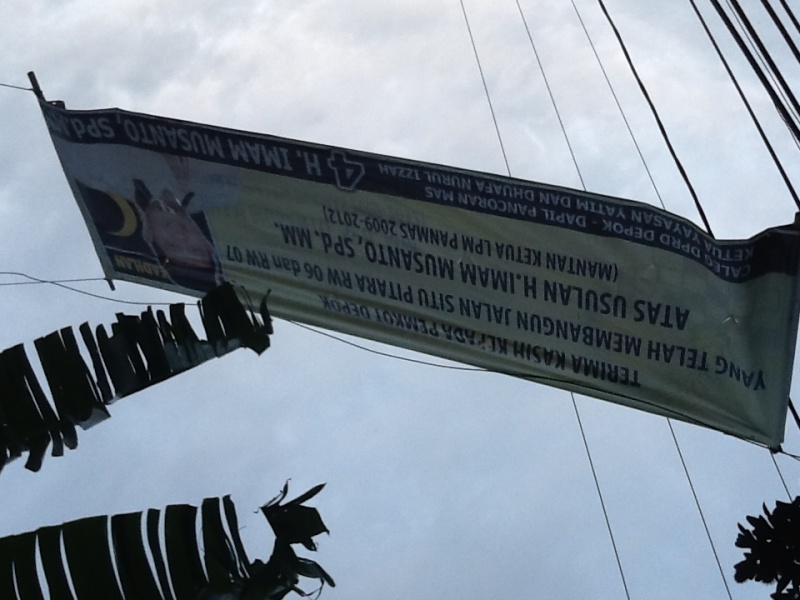 TERIMA KASIH KEPADA PEMKOT DEPOK
YANG TELAH MEMBANGUN JALAN SITU PITARA RW 06 dan RW 07
ATAS USULAN H.IMAM MUSANTO, SPd. MM.
(MANTAN KETUA LPM PANMAS 2009-2012)
CALEG DPRD DEPOK - DAPIL PANCORAN MAS
KETUA YAYASAN YATIM DAN DHUAFA NURUL IZZAH
4 H. IMAM MUSANTO, SPd.